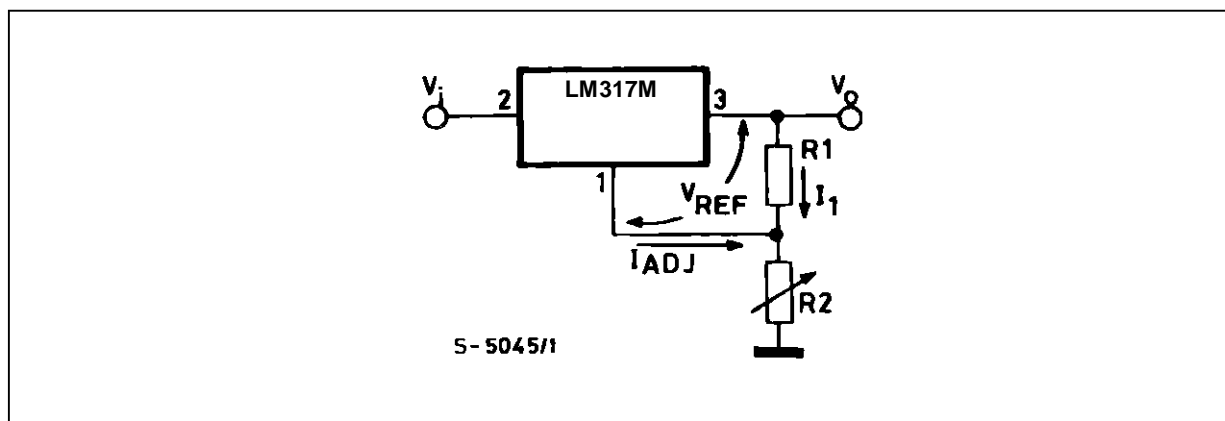 LM317M
Vi
2
3
VO
R1
1
VREF
I1
IADJ
R2
S-5045/1